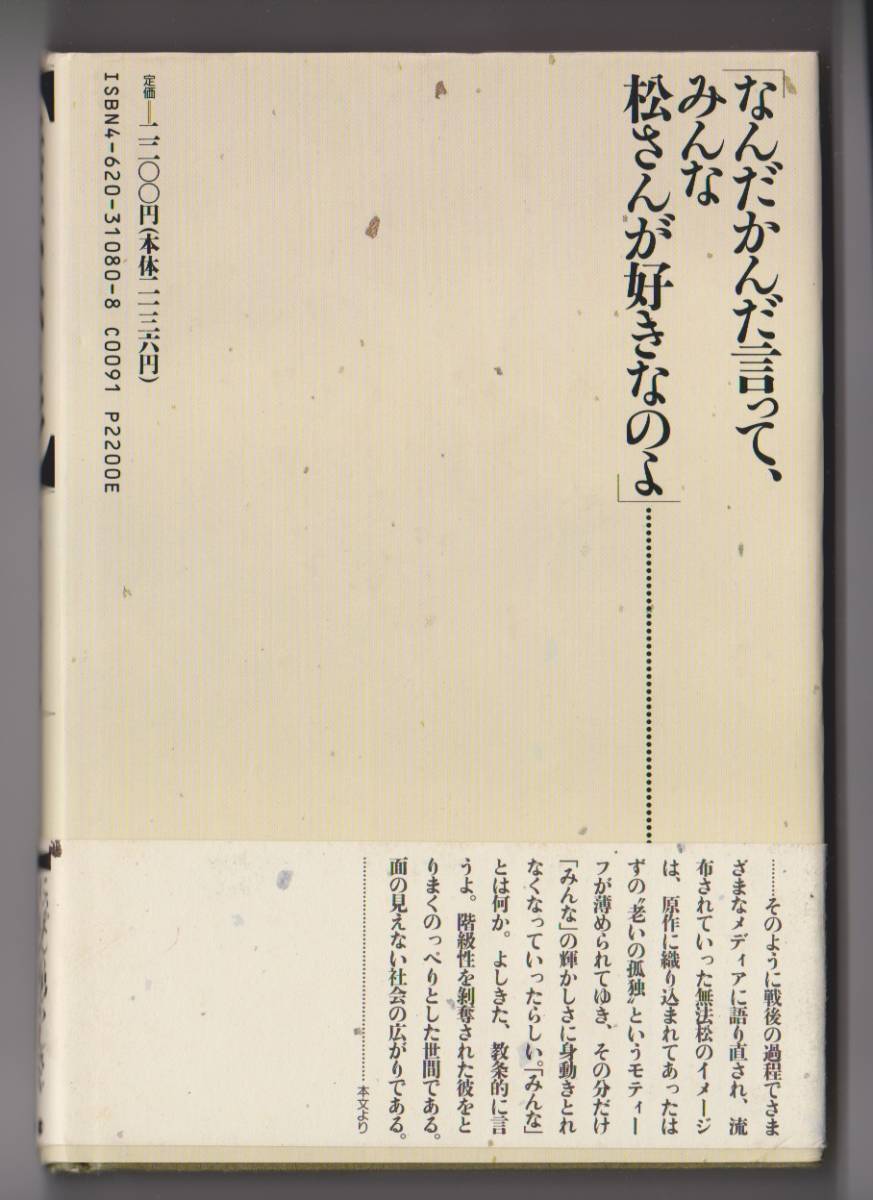 「なんだかんだ言って、
みんな
松さんが好きなのよ」
………そのように戦後の過程でさま
ざまなメディアに語り直され、流
布されていった無法松のイメージ
は、原作に織り込まれてあったは
ずの〝老いの孤独〟というモティー
フが薄められてゆき、その分だけ
「みんな」の輝かしさに身動きとれ
なくなっていったらしい。「みんな」
とは何か。よしきた、教条的に言
うよ。階級性を剝奪された彼をと
りまくのっぺりとした世間である。
面の見えない社会の広がりである。
本文より
定価―二二〇〇円(本体二一三六円)
ISBN4-620-31080-8 C0091 P2200E